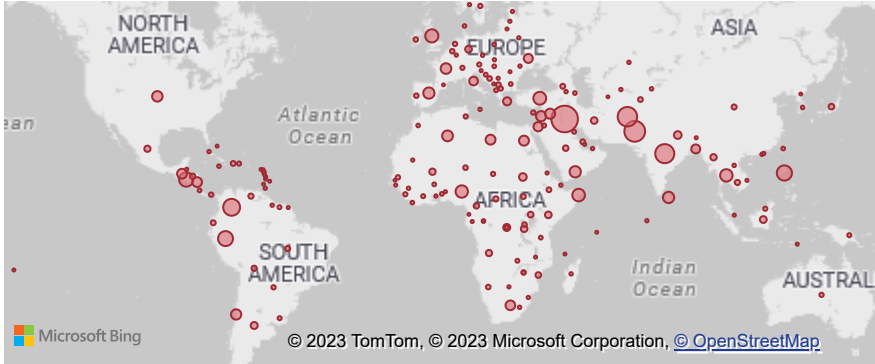 NORTH
AMERICA
ASIA
EUROPE
Atlantic
Ocean
ean
AFRICA
SOUTH
AMERICA
Indian
Ocean
AUSTRAL
Microsoft Bing
© 2023 TomTom, © 2023 Microsoft Corporation, © OpenStreetMap